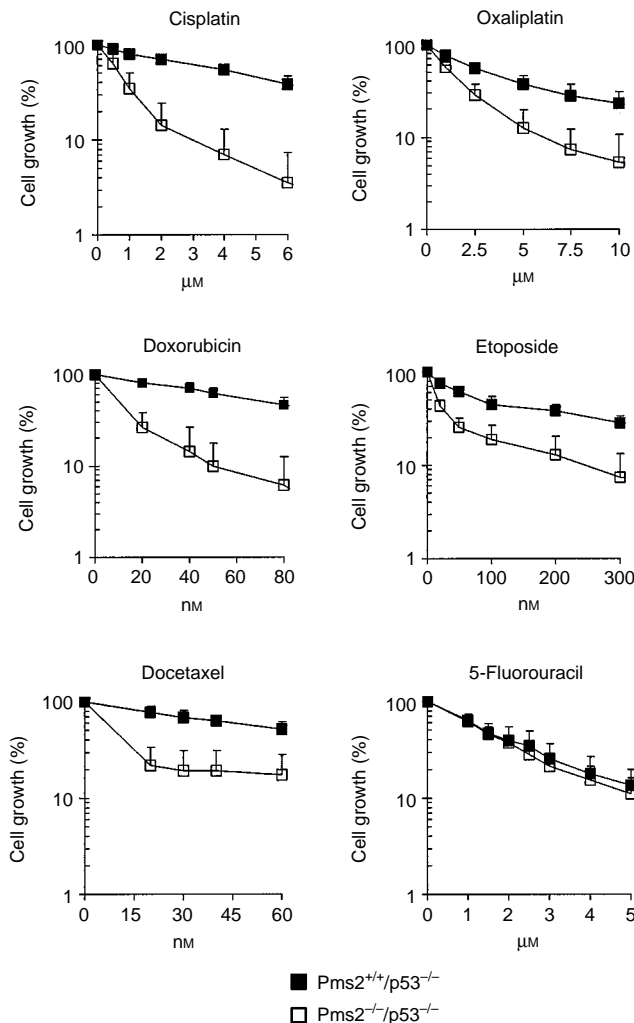 Cisplatin
Cell growth (%)
100
10
1
0 1 2 3 4 5 6
µM
Oxaliplatin
Cell growth (%)
100
10
1
0 2.5 5 7.5 10
µM
Doxorubicin
Cell growth (%)
100
10
1
0 20 40 60 80
nM
Etoposide
Cell growth (%)
100
10
1
0 100 200 300
nM
Docetaxel
Cell growth (%)
100
10
1
0 15 30 45 60
nM
5-Fluorouracil
Cell growth (%)
100
10
1
0 1 2 3 4 5
µM
Pms2+/+/p53−/−
Pms2−/−/p53−/−